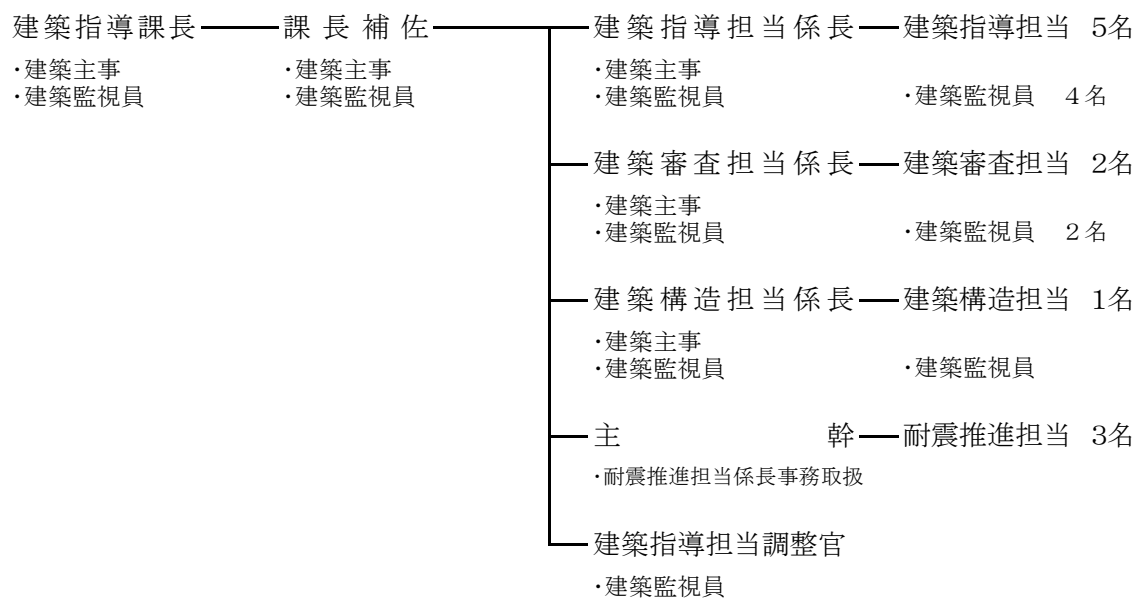 建築指導課長 課長補佐 建築指導担当係長 建築指導担当 5名
・建築主事 ・建築主事 ・建築主事
・建築監視員 ・建築監視員 ・建築監視員 ・建築監視員 4名
建築審査担当係長 建築審査担当 2名
・建築主事
・建築監視員 ・建築監視員 2名
建築構造担当係長 建築構造担当 1名
・建築主事
・建築監視員 ・建築監視員
主幹 耐震推進担当 3名
・耐震推進担当係長事務取扱
建築指導担当調整官
・建築監視員